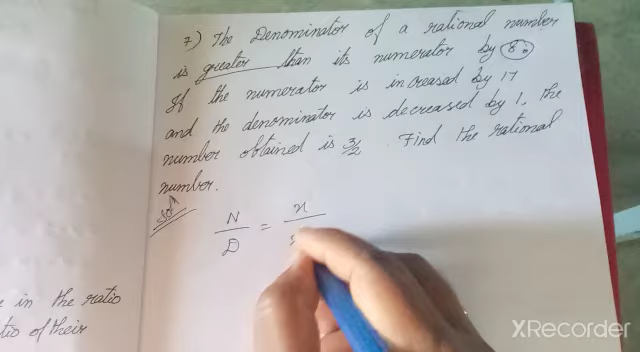 7) The Denominator of a rational number
is greater than its numerator by 8.
If the numerator is increased by 17
and the denominator is decreased by 1, the
number obtained is 3/2. Find the rational
number.
Sol
N/D = x/
e in the ratio
tio of their
XRecorder